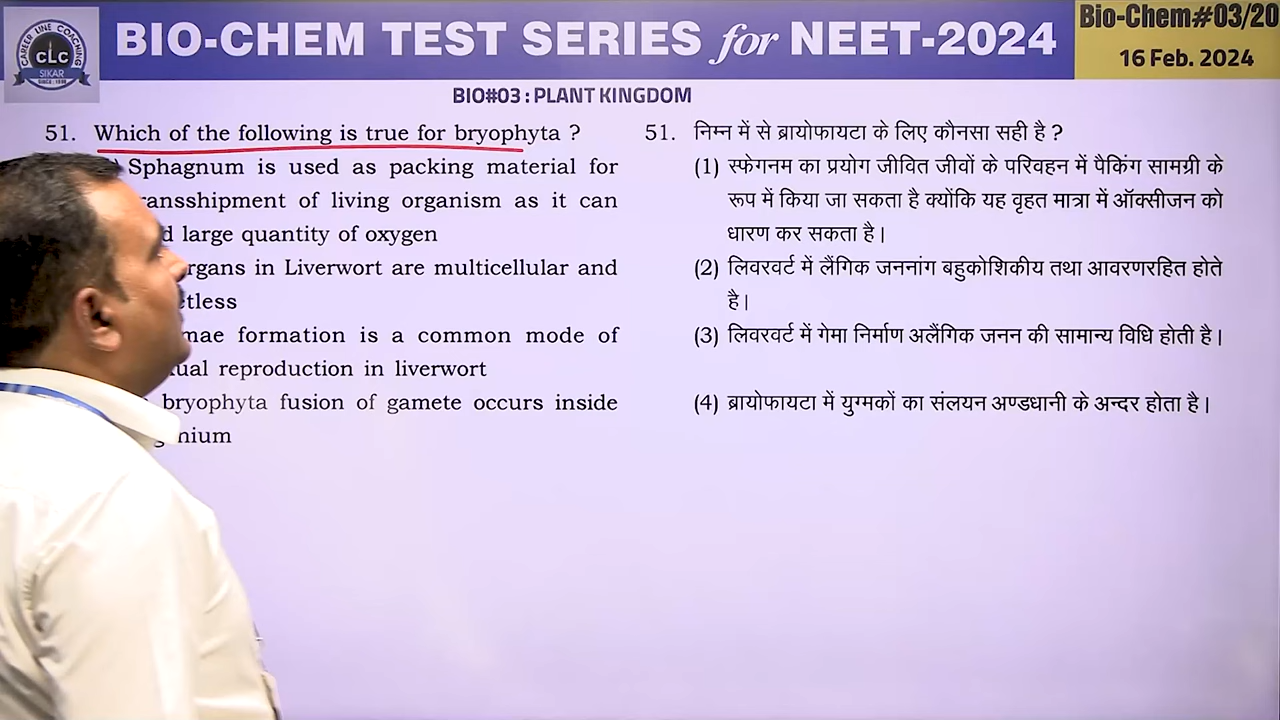 CAREER LINE COACHING
CLC
SIKAR
SINCE : 1996
BIO-CHEM TEST SERIES for NEET-2024
Bio-Chem#03/20
16 Feb. 2024
BIO#03 : PLANT KINGDOM
51. Which of the following is true for bryophyta ?
Sphagnum is used as packing material for
of living organism as it can
large quantity of oxygen
in Liverwort are multicellular and
formation is a common mode of
reproduction in liverwort
bryophyta fusion of gamete occurs inside
51. निम्न में से ब्रायोफायटा के लिए कौनसा सही है ?
(1) स्फेगनम का प्रयोग जीवित जीवों के परिवहन में पैकिंग सामग्री के
रूप में किया जा सकता है क्योंकि यह वृहत मात्रा में ऑक्सीजन को
धारण कर सकता है।
(2) लिवरवर्ट में लैंगिक जननांग बहुकोशिकीय तथा आवरणरहित होते
है।
(3) लिवरवर्ट में गेमा निर्माण अलैंगिक जनन की सामान्य विधि होती है।
(4) ब्रायोफायटा में युग्मकों का संलयन अण्डधानी के अन्दर होता है।